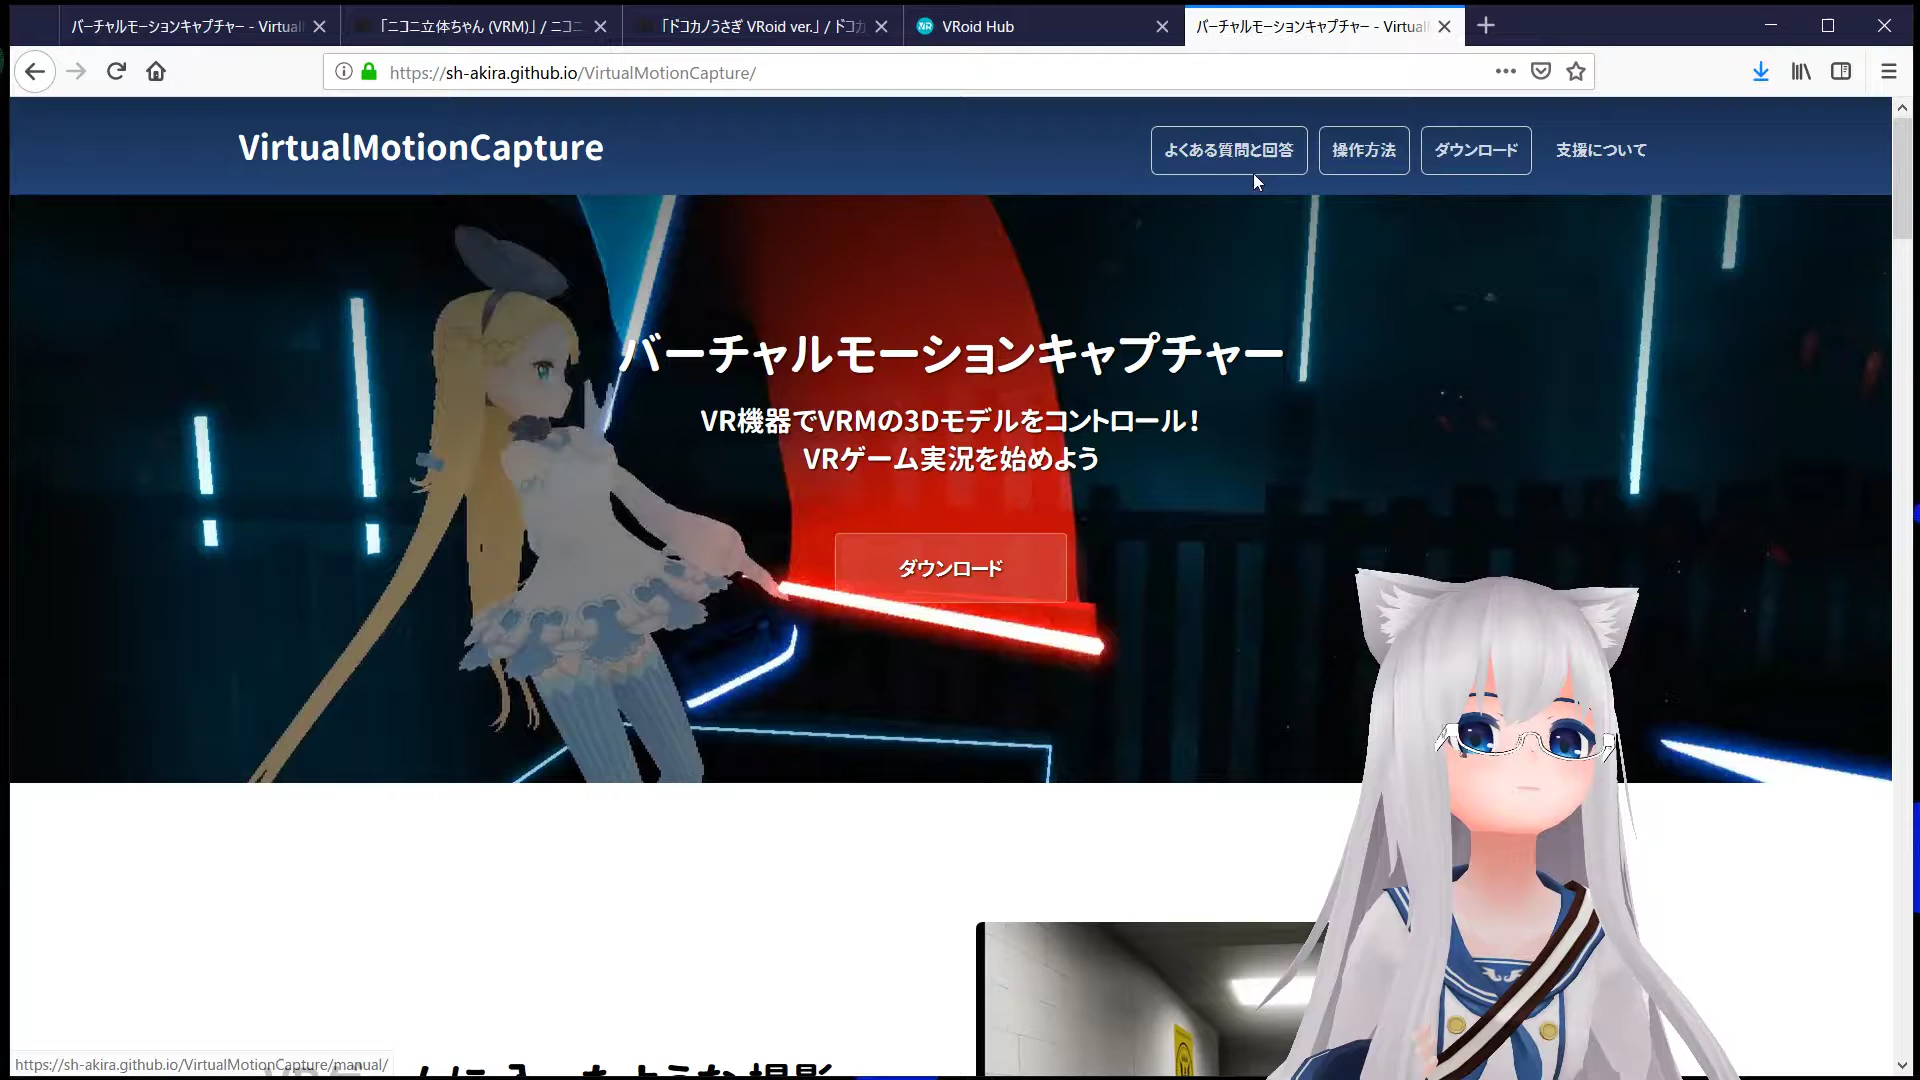 バーチャルモーションキャプチャー - Virtual
「ニコニ立体ちゃん (VRM)」 / ニコニ
「ドコカノうさぎ VRoid ver.」 / ドコカ
VRoid Hub
バーチャルモーションキャプチャー - Virtual
https://sh-akira.github.io/VirtualMotionCapture/
VirtualMotionCapture
よくある質問と回答
操作方法
ダウンロード
支援について
バーチャルモーションキャプチャー
VR機器でVRMの3Dモデルをコントロール！
VRゲーム実況を始めよう
ダウンロード
https://sh-akira.github.io/VirtualMotionCapture/manual/